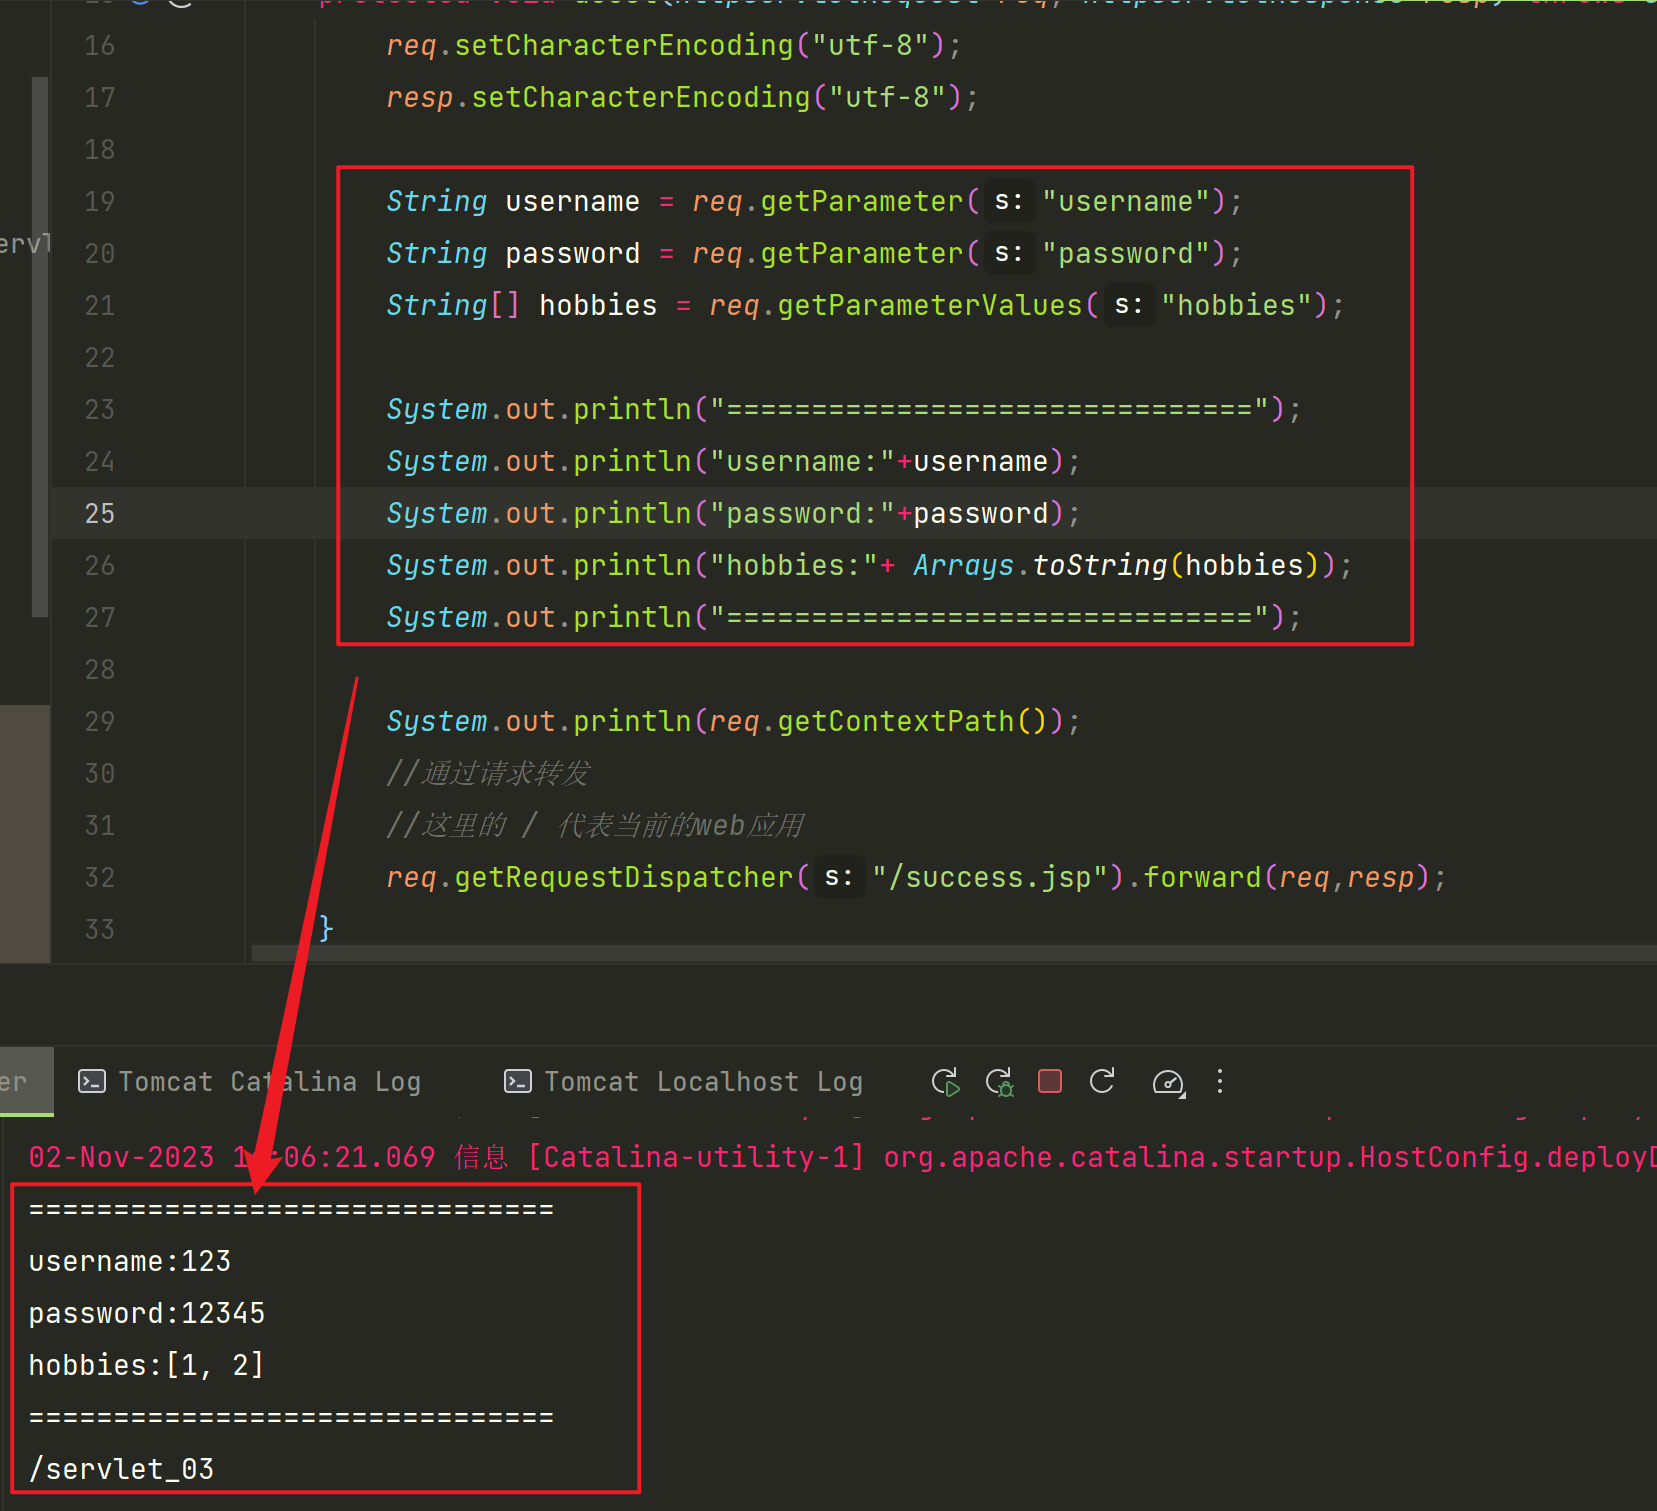 16 req.setCharacterEncoding("utf-8");
17 resp.setCharacterEncoding("utf-8");
18
19 String username = req.getParameter( s: "username");
ervl
20 String password = req.getParameter( s: "password");
21 String[] hobbies = req.getParameterValues( s: "hobbies");
22
23 System.out.println("===============================");
24 System.out.println("username:"+username);
25 System.out.println("password:"+password);
26 System.out.println("hobbies:"+ Arrays.toString(hobbies));
27 System.out.println("===============================");
28
29 System.out.println(req.getContextPath());
30 //通过请求转发
31 //这里的 / 代表当前的web应用
32 req.getRequestDispatcher( s: "/success.jsp").forward(req,resp);
33 }
er Tomcat Catalina Log Tomcat Localhost Log
02-Nov-2023 :06:21.069 信息 [Catalina-utility-1] org.apache.catalina.startup.HostConfig.deployD
===============================
username:123
password:12345
hobbies:[1, 2]
===============================
/servlet_03